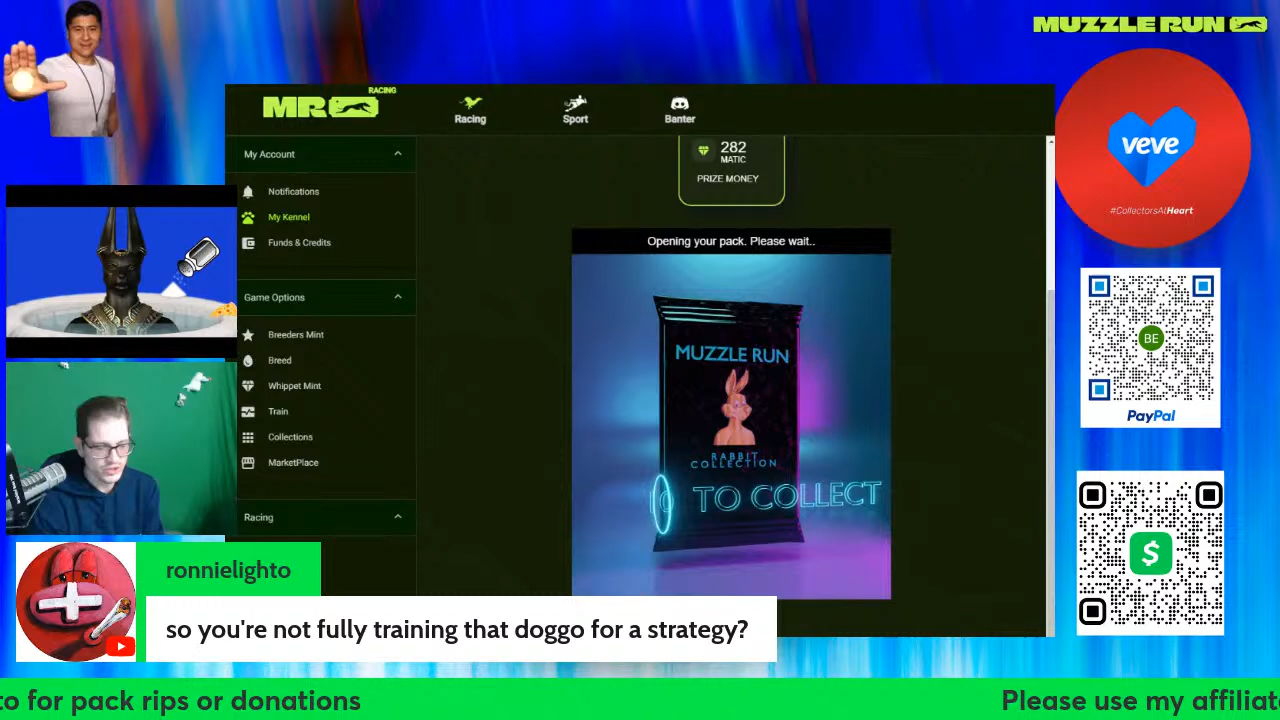 MUZZLE RUN
MR
RACING
Racing
Sport
Banter
My Account
Notifications
My Kennel
Funds & Credits
Game Options
Breeders Mint
Breed
Whippet Mint
Train
Collections
MarketPlace
Racing
282
MATIC
PRIZE MONEY
Opening your pack. Please wait..
MUZZLE RUN
RABBIT
COLLECTION
TO COLLECT
veve
#CollectorsAtHeart
BE
PayPal
$
ronnielighto
so you're not fully training that doggo for a strategy?
to for pack rips or donations
Please use my affiliat